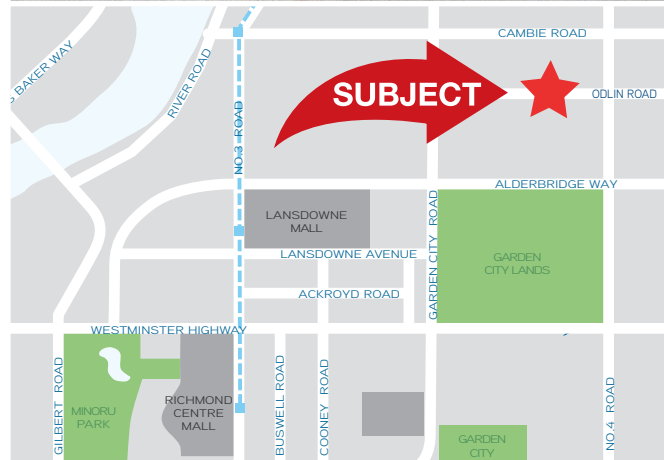 CAMBIE ROAD
BAKER WAY
RIVER ROAD
SUBJECT
ODLIN ROAD
NO.3 ROAD
ALDERBRIDGE WAY
LANSDOWNE
MALL
GARDEN CITY ROAD
LANSDOWNE AVENUE
GARDEN
CITY LANDS
ACKROYD ROAD
WESTMINSTER HIGHWAY
GILBERT ROAD
MINORU
PARK
RICHMOND
CENTRE
MALL
BUSWELL ROAD
COONEY ROAD
NO.4 ROAD
GARDEN
CITY